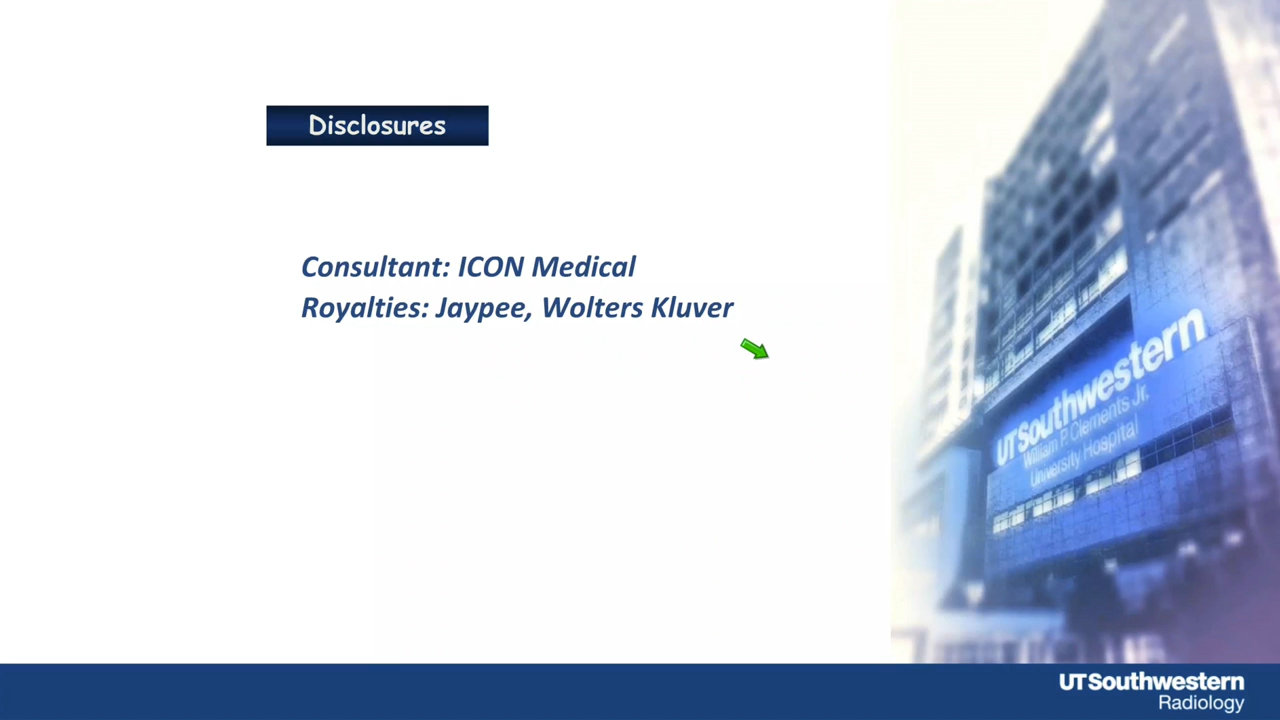 Disclosures
Consultant: ICON Medical
Royalties: Jaypee, Wolters Kluver
UTSouthwestern
William P. Clements Jr.
University Hospital
UTSouthwestern
Radiology